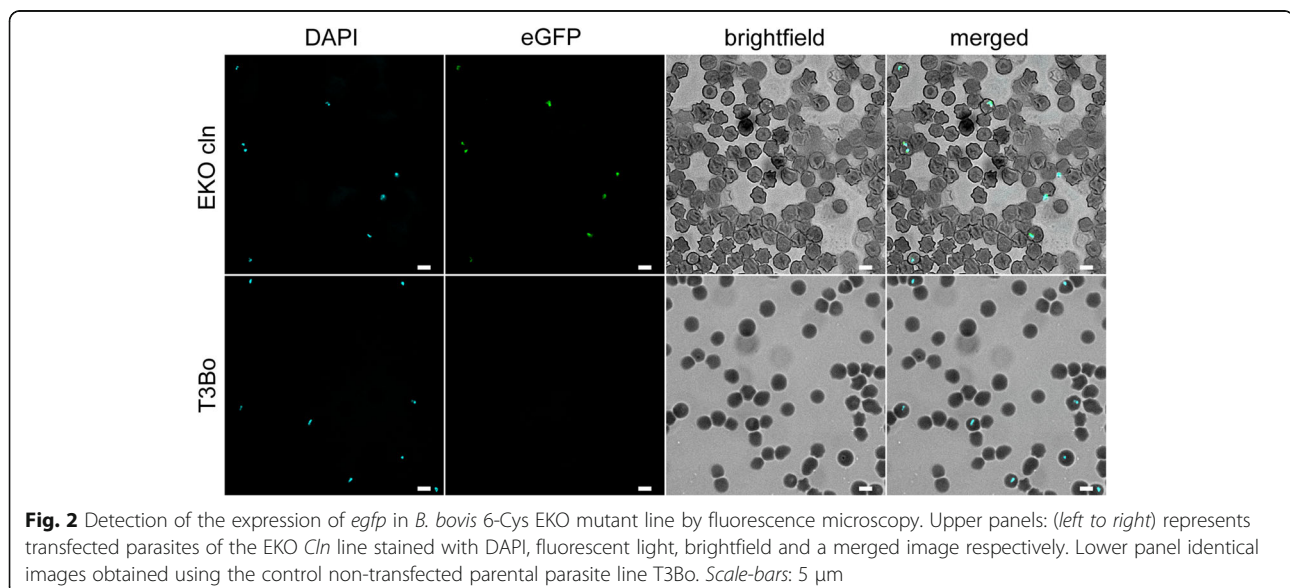 DAPI eGFP brightfield merged
EKO cln
T3Bo
Fig. 2 Detection of the expression of egfp in B. bovis 6-Cys EKO mutant line by fluorescence microscopy. Upper panels: (left to right) represents
transfected parasites of the EKO Cln line stained with DAPI, fluorescent light, brightfield and a merged image respectively. Lower panel identical
images obtained using the control non-transfected parental parasite line T3Bo. Scale-bars: 5 μm